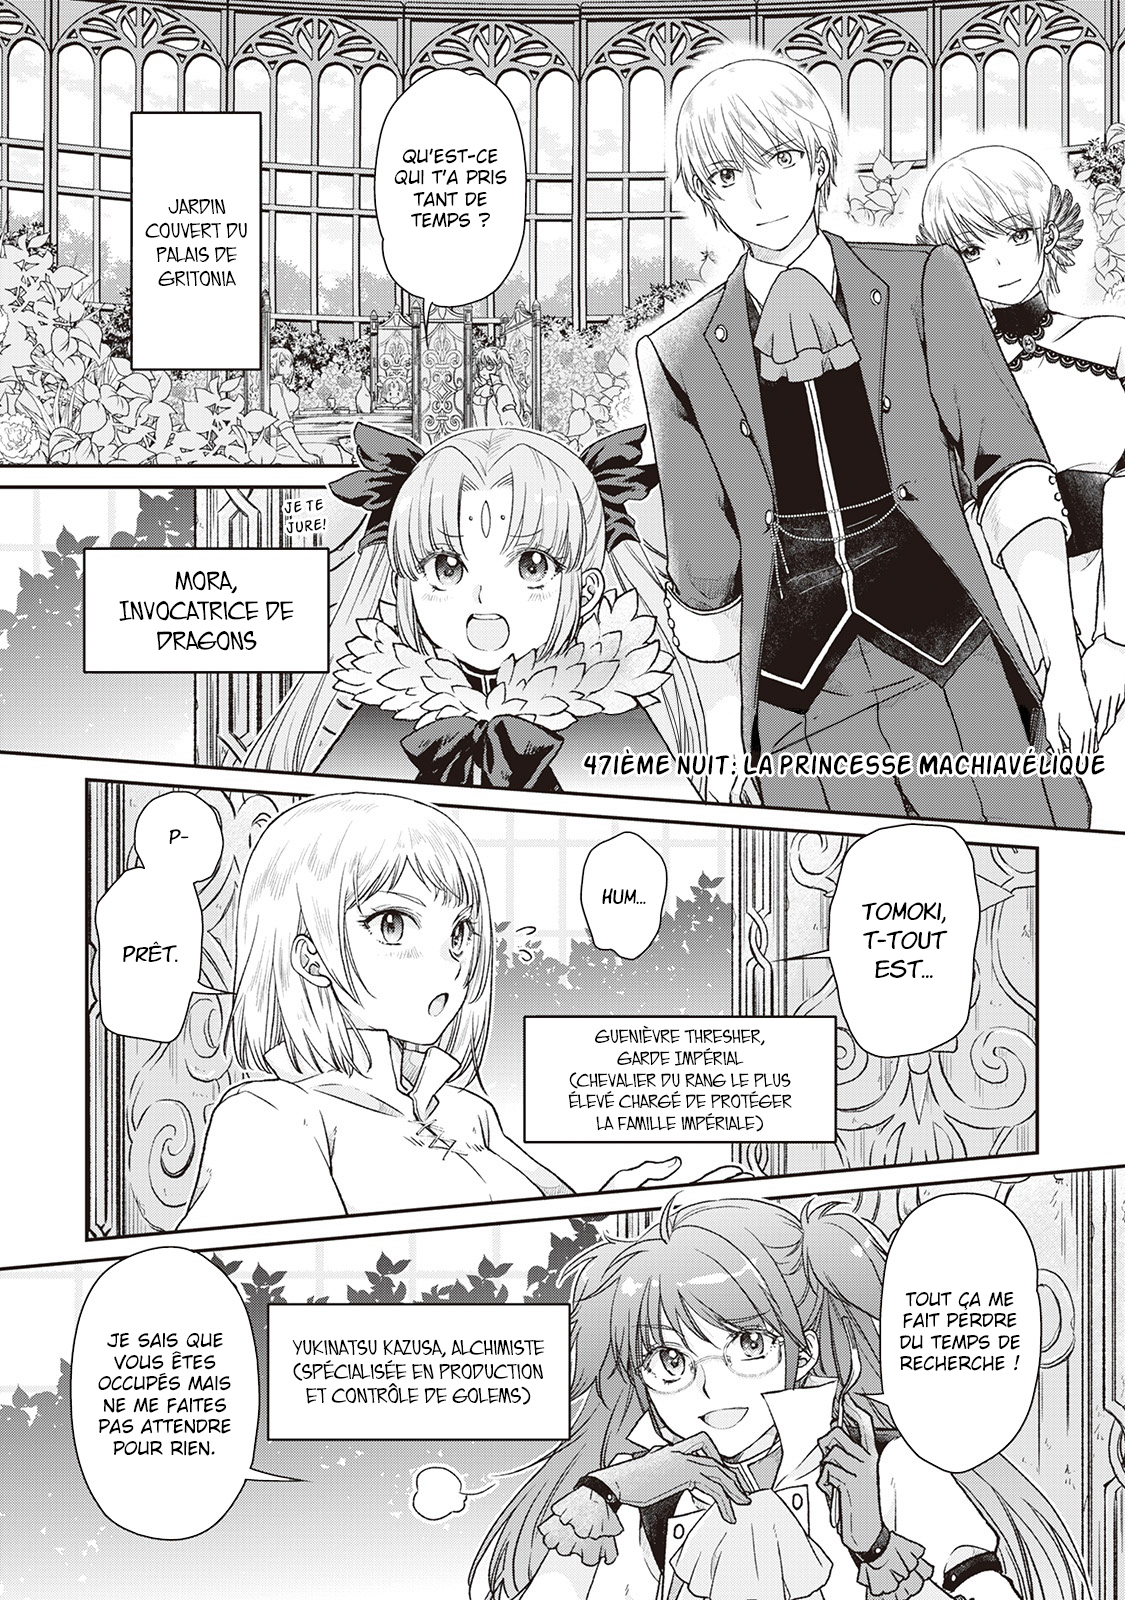 QU'EST-CE
QUI T'A PRIS
TANT DE
TEMPS ?
JARDIN
COUVERT DU
PALAIS DE
GRITONIA
JE TE
JURE!
MORA,
INVOCATRICE DE
DRAGONS
47IÈME NUIT : LA PRINCESSE MACHIAVÉLIQUE
TOMOKI,
T-TOUT
EST...
HUM...
P-
PRÊT.
GUENIÈVRE THRESHER,
GARDE IMPÉRIAL
(CHEVALIER DU RANG LE PLUS
ÉLEVÉ CHARGÉ DE PROTÉGER
LA FAMILLE IMPÉRIALE)
TOUT ÇA ME
FAIT PERDRE
DU TEMPS DE
RECHERCHE !
YUKINATSU KAZUSA, ALCHIMISTE
(SPÉCIALISÉE EN PRODUCTION
ET CONTRÔLE DE GOLEMS)
JE SAIS QUE
VOUS ÊTES
OCCUPÉS MAIS
NE ME FAITES
PAS ATTENDRE
POUR RIEN.